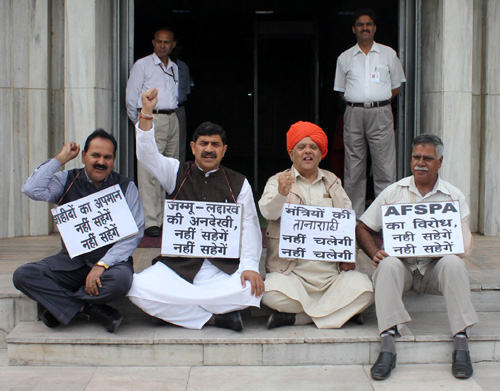 शहीदों का अपमान
नहीं सहेगें
नहीं सहेगें
जम्मू-लद्दाख
की अनदेखी,
नहीं सहेगें
नहीं सहेगें
मंत्रियों की
तानाशाही
नहीं चलेगी
नहीं चलेगी
AFSPA
का विरोध,
नहीं सहेगें
नहीं सहेगें